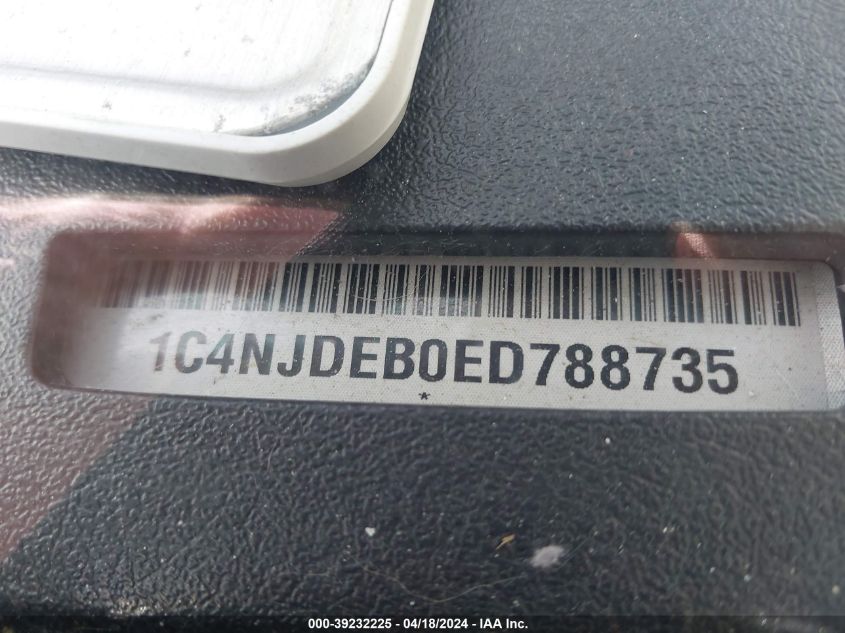 1C4NJDEB0ED788735
*
000-39232225 - 04/18/2024 - IAA Inc.